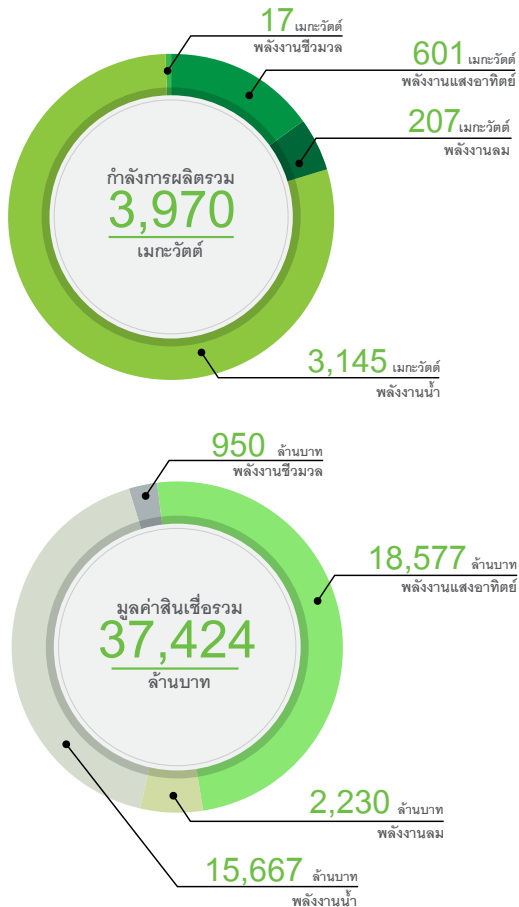 17 เมกะวัตต์
พลังงานชีวมวล
601 เมกะวัตต์
พลังงานแสงอาทิตย์
207 เมกะวัตต์
พลังงานลม
กำลังการผลิตรวม
3,970
เมกะวัตต์
3,145 เมกะวัตต์
พลังงานน้ำ
950 ล้านบาท
พลังงานชีวมวล
18,577 ล้านบาท
พลังงานแสงอาทิตย์
มูลค่าสินเชื่อรวม
37,424
ล้านบาท
2,230 ล้านบาท
พลังงานลม
15,667 ล้านบาท
พลังงานน้ำ